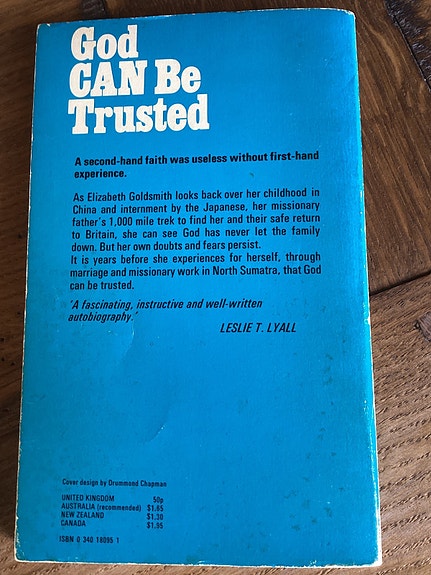 God
CAN Be
Trusted
A second-hand faith was useless without first-hand
experience.
As Elizabeth Goldsmith looks back over her childhood in
China and internment by the Japanese, her missionary
father's 1,000 mile trek to find her and their safe return
to Britain, she can see God has never let the family
down. But her own doubts and fears persist.
It is years before she experiences for herself, through
marriage and missionary work in North Sumatra, that God
can be trusted.
'A fascinating, instructive and well-written
autobiography.'
LESLIE T. LYALL
Cover design by Drummond Chapman
UNITED KINGDOM 50p
AUSTRALIA (recommended) $1.65
NEW ZEALAND $1.30
CANADA $1.95
ISBN 0 340 18095 1